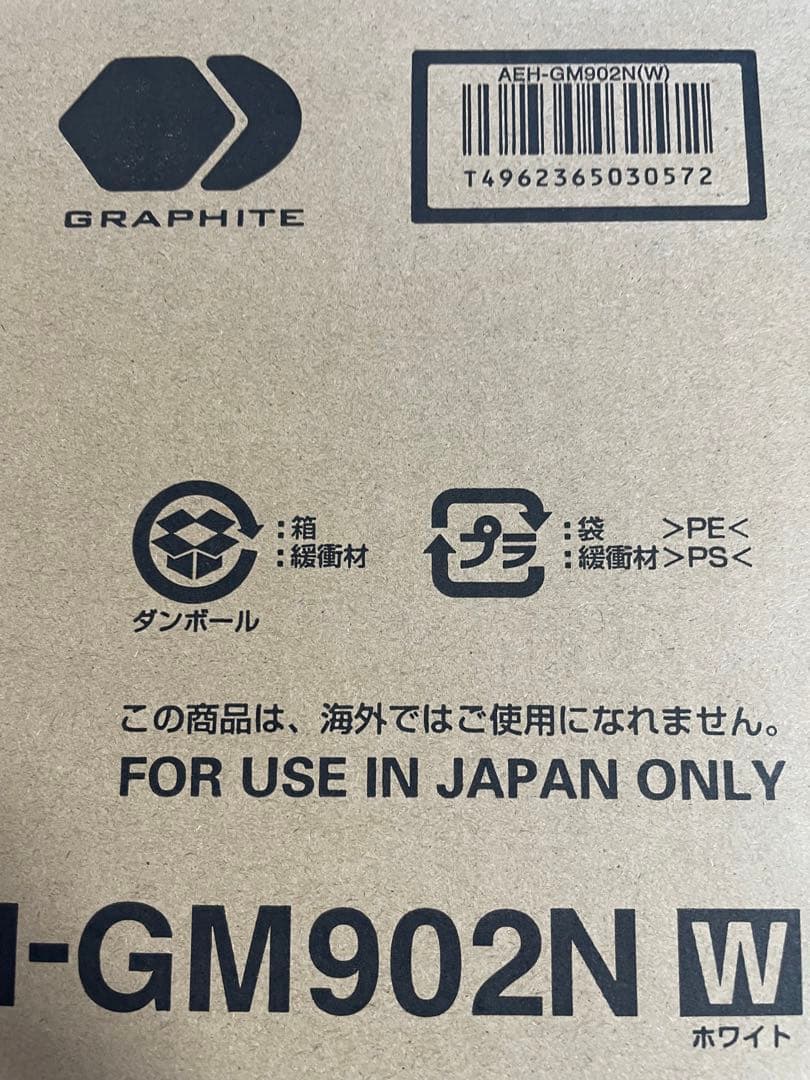 GRAPHITE
AEH-GM902N(W)
T4962365030572
:箱
:緩衝材
ダンボール
プラ
:袋 >PE<
:緩衝材>PS<
この商品は、海外ではご使用になれません。
FOR USE IN JAPAN ONLY
-GM902N W
ホワイト